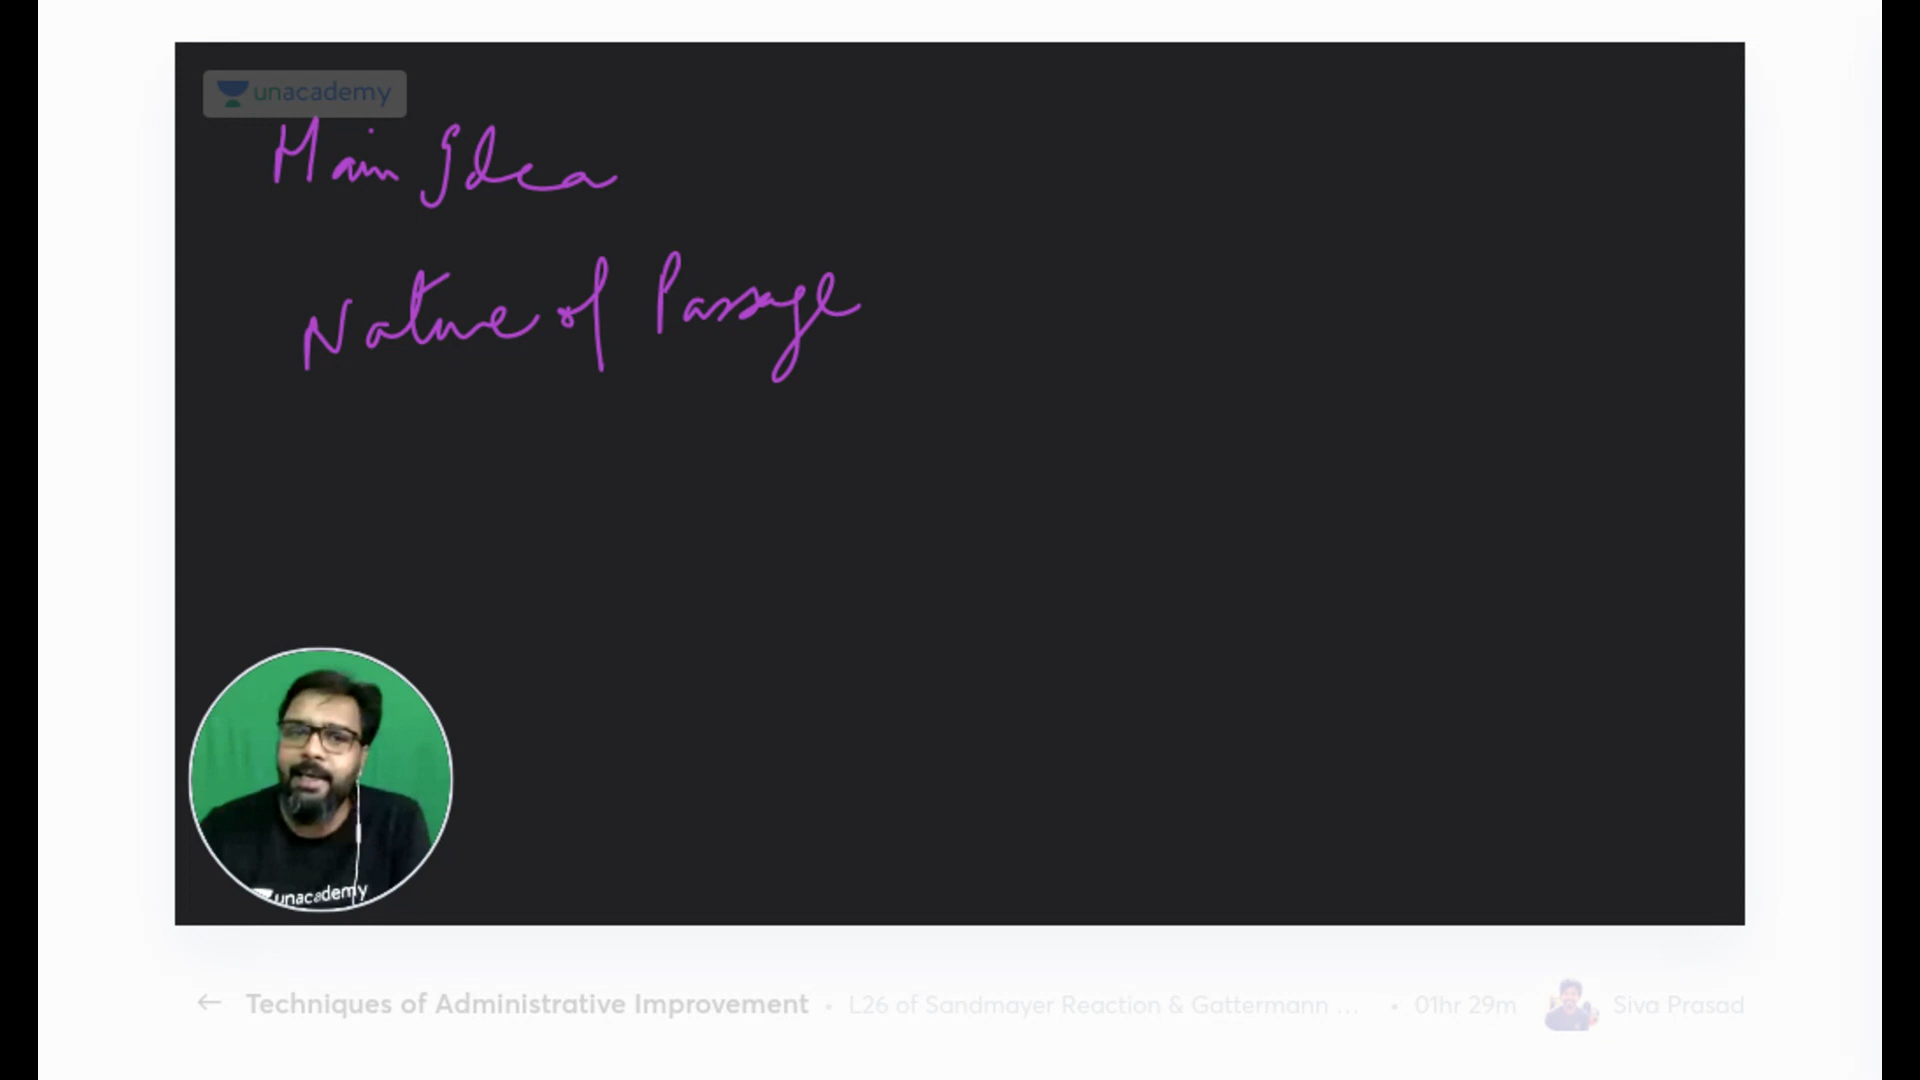 unacademy
Main Idea
Nature of Passage
unacademy
← Techniques of Administrative Improvement • L26 of Sandmayer Reaction & Gattermann ... • 01hr 29m Siva Prasad